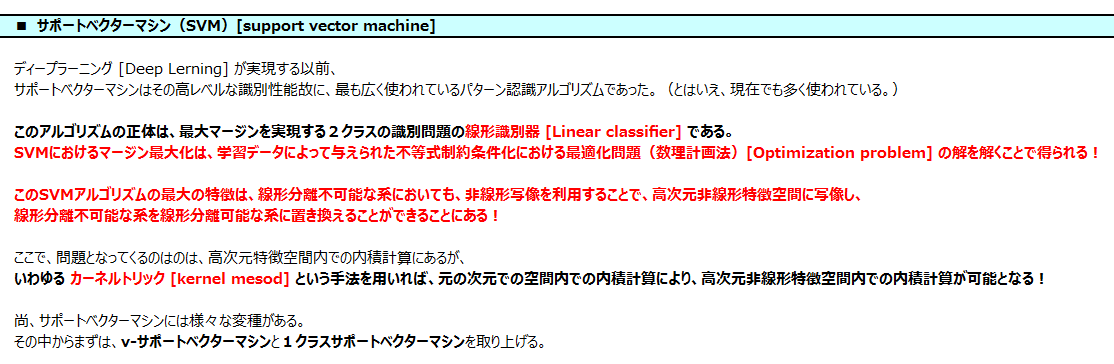 ■ サポートベクターマシン（SVM）[support vector machine]
ディープラーニング [Deep Lerning] が実現する以前、
サポートベクターマシンはその高レベルな識別性能故に、最も広く使われているパターン認識アルゴリズムであった。（とはいえ、現在でも多く使われている。）
このアルゴリズムの正体は、最大マージンを実現する２クラスの識別問題の線形識別器 [Linear classifier] である。
SVMにおけるマージン最大化は、学習データによって与えられた不等式制約条件化における最適化問題（数理計画法）[Optimization problem] の解を解くことで得られる！
このSVMアルゴリズムの最大の特徴は、線形分離不可能な系においても、非線形写像を利用することで、高次元非線形特徴空間に写像し、
線形分離不可能な系を線形分離可能な系に置き換えることができることにある！
ここで、問題となってくるのはのは、高次元特徴空間内での内積計算にあるが、
いわゆる カーネルトリック [kernel mesod] という手法を用いれば、元の次元での空間内での内積計算により、高次元非線形特徴空間内での内積計算が可能となる！
尚、サポートベクターマシンには様々な変種がある。
その中からまずは、v-サポートベクターマシンと１クラスサポートベクターマシンを取り上げる。